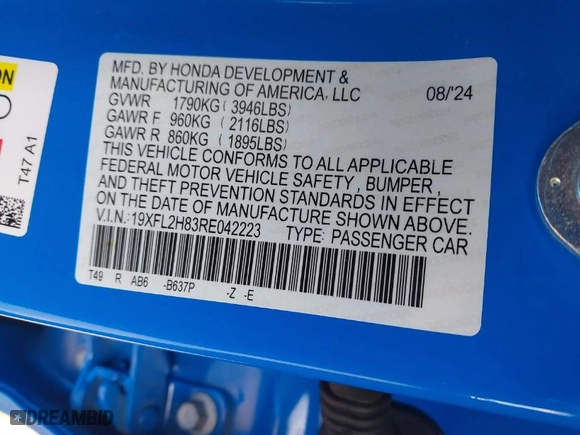 ON
T47 A1
MFD. BY HONDA DEVELOPMENT &
MANUFACTURING OF AMERICA, LLC 08/'24
GVWR 1790KG (3946LBS)
GAWR F 960KG (2116LBS)
GAWR R 860KG (1895LBS)
THIS VEHICLE CONFORMS TO ALL APPLICABLE
FEDERAL MOTOR VEHICLE SAFETY, BUMPER,
AND THEFT PREVENTION STANDARDS IN EFFECT
ON THE DATE OF MANUFACTURE SHOWN ABOVE.
V.I.N.: 19XFL2H83RE042223 TYPE: PASSENGER CAR
T49 R AB6 -B637P -Z -E
DREAMBID